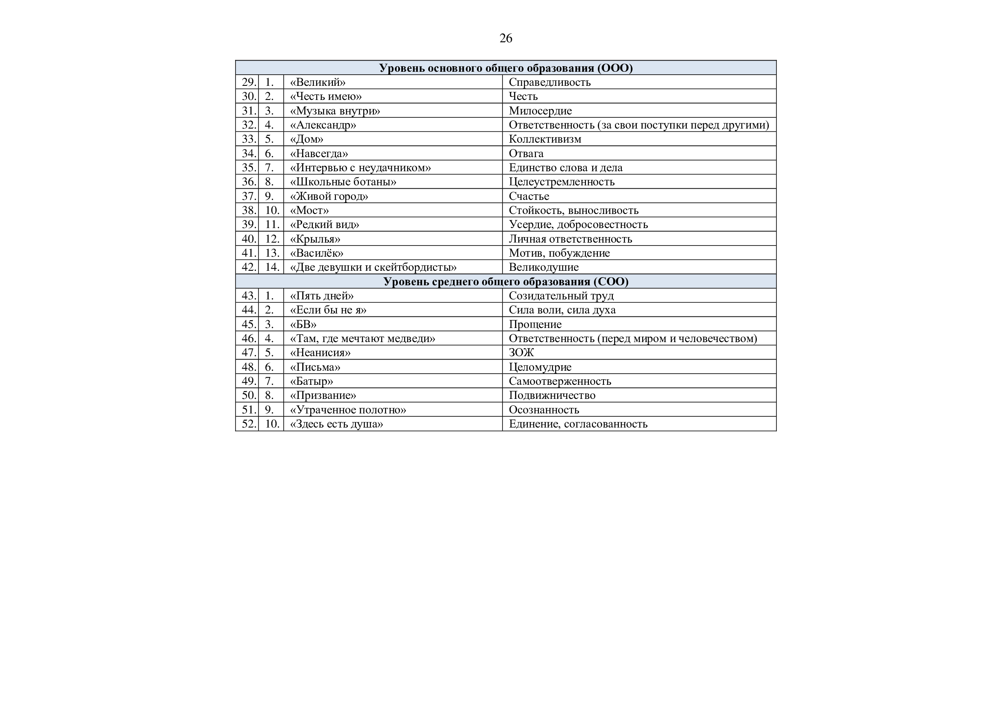 26
Уровень основного общего образования (ООО)
29. 1. «Великий» Справедливость
30. 2. «Честь имею» Честь
31. 3. «Музыка внутри» Милосердие
32. 4. «Александр» Ответственность (за свои поступки перед другими)
33. 5. «Дом» Коллективизм
34. 6. «Навсегда» Отвага
35. 7. «Интервью с неудачником» Единство слова и дела
36. 8. «Школьные ботаны» Целеустремленность
37. 9. «Живой город» Счастье
38. 10. «Мост» Стойкость, выносливость
39. 11. «Редкий вид» Усердие, добросовестность
40. 12. «Крылья» Личная ответственность
41. 13. «Василёк» Мотив, побуждение
42. 14. «Две девушки и скейтбордисты» Великодушие
Уровень среднего общего образования (СОО)
43. 1. «Пять дней» Созидательный труд
44. 2. «Если бы не я» Сила воли, сила духа
45. 3. «БВ» Прощение
46. 4. «Там, где мечтают медведи» Ответственность (перед миром и человечеством)
47. 5. «Неанисия» ЗОЖ
48. 6. «Письма» Целомудрие
49. 7. «Батыр» Самоотверженность
50. 8. «Призвание» Подвижничество
51. 9. «Утраченное полотно» Осознанность
52. 10. «Здесь есть душа» Единение, согласованность